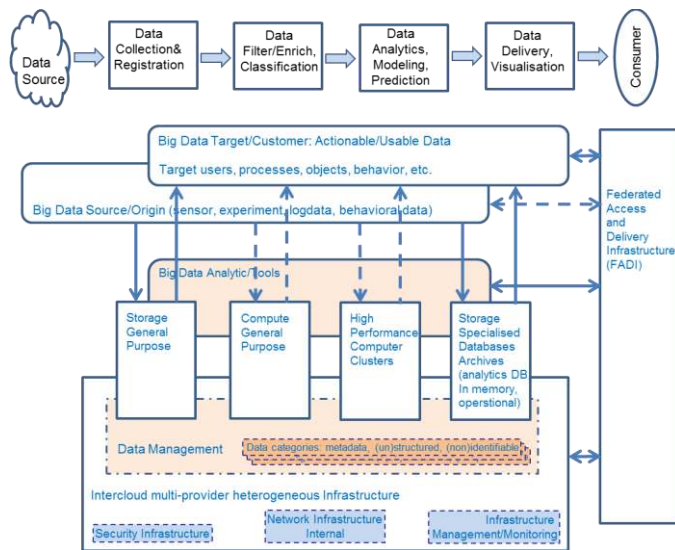 Data
Source
Data
Collection&
Registration
Data
Filter/Enrich,
Classification
Data
Analytics,
Modeling,
Prediction
Data
Delivery,
Visualisation
Consumer
Big Data Target/Customer: Actionable/Usable Data
Target users, processes, objects, behavior, etc.
Big Data Source/Origin (sensor, experiment, logdata, behavioral data)
Federated
Access
and
Delivery
Infrastructure
(FADI)
Big Data Analytic/Tools
Storage
General
Purpose
Compute
General
Purpose
High
Performance
Computer
Clusters
Storage
Specialised
Databases
Archives
(analytics DB
In memory,
operstional)
Data Management
Data categories: metadata, (un)structured, (non)identifiable
Intercloud multi-provider heterogeneous Infrastructure
Security Infrastructure
Network Infrastructure
Internal
Infrastructure
Management/Monitoring